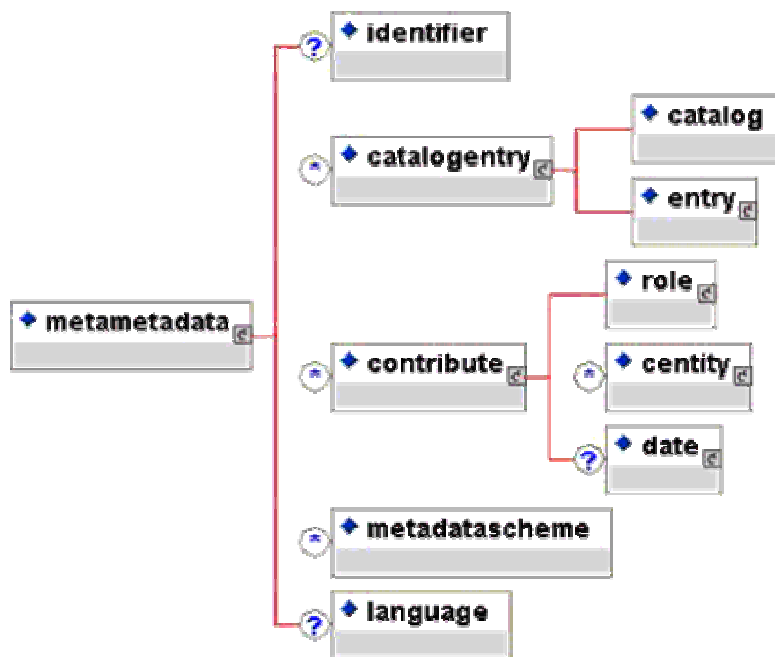 ? identifier
* catalogentry
catalog
entry
metametadata
* contribute
role
* centity
? date
* metadatascheme
? language